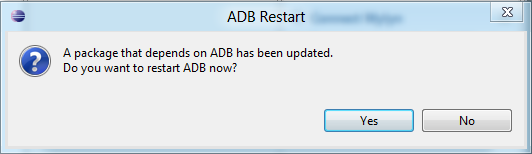 ADB Restart
A package that depends on ADB has been updated.
Do you want to restart ADB now?
Yes
No